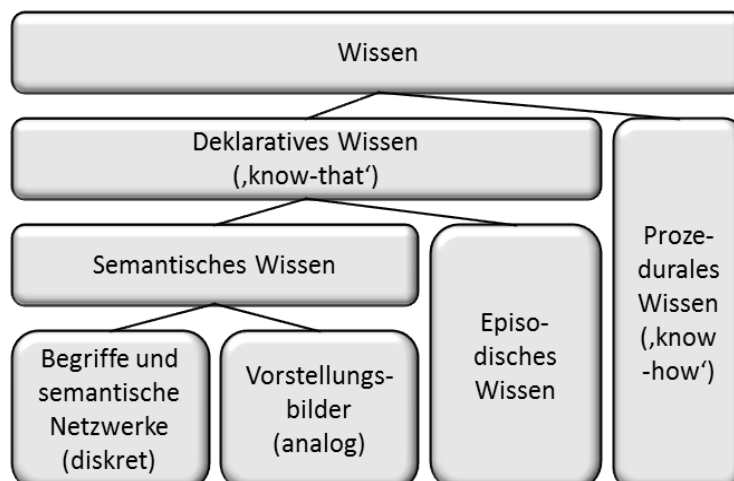 Wissen
Deklaratives Wissen
(‚know-that‘)
Semantisches Wissen
Begriffe und
semantische
Netzwerke
(diskret)
Vorstellungs-
bilder
(analog)
Episo-
disches
Wissen
Proze-
durales
Wissen
(‚know
-how‘)